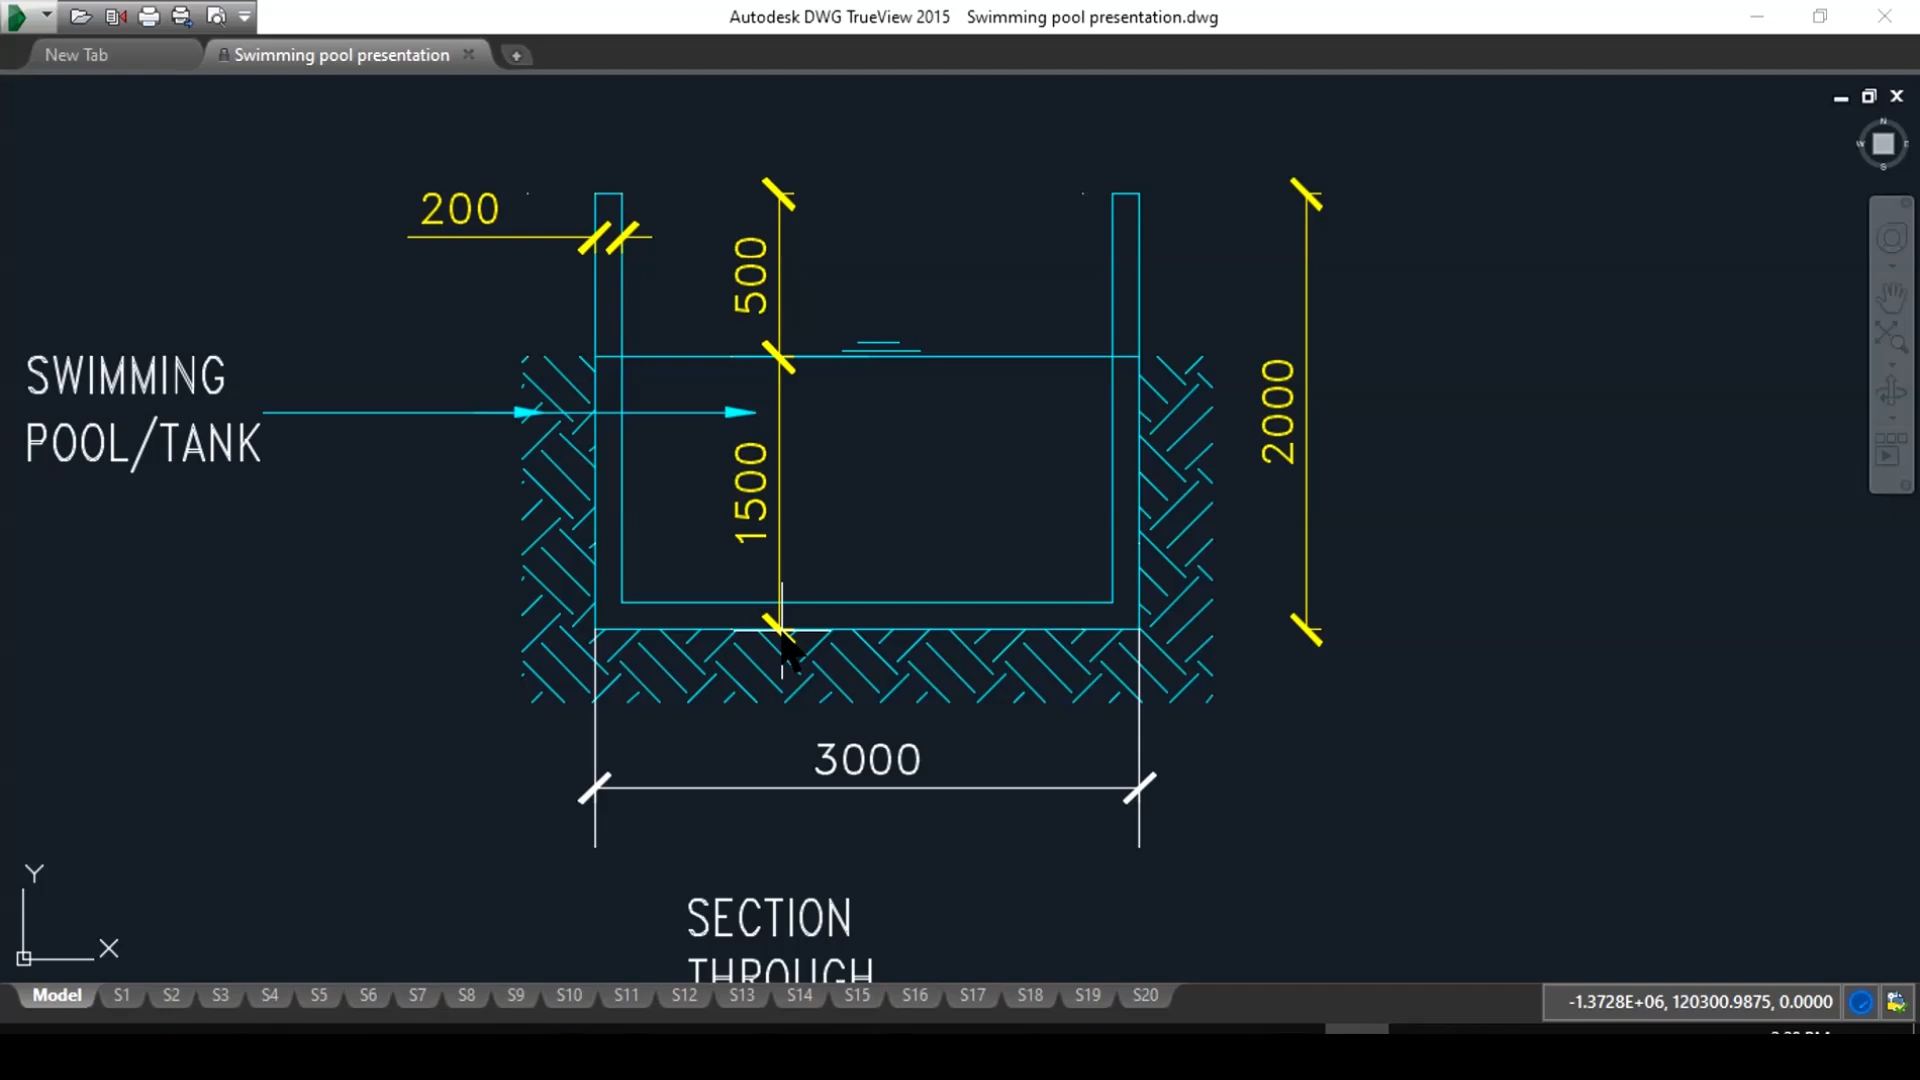 Autodesk DWG TrueView 2015    Swimming pool presentation.dwg
New Tab
Swimming pool presentation
N
W
S
200
500
SWIMMING
POOL/TANK
1500
2000
3000
SECTION
THROUGH
Y
X
Model S1 S2 S3 S4 S5 S6 S7 S8 S9 S10 S11 S12 S13 S14 S15 S16 S17 S18 S19 S20
-1.3728E+06, 120300.9875, 0.0000